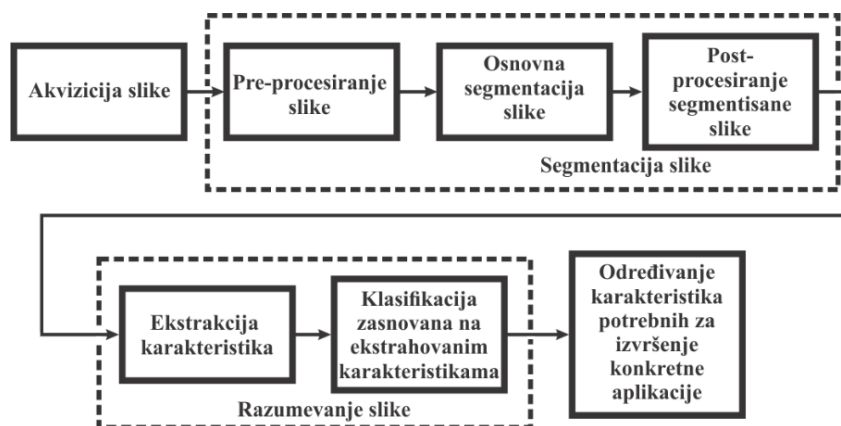 Akvizicija slike
Pre-procesiranje
slike
Osnovna
segmentacija
slike
Post-
procesiranje
segmentisane
slike
Segmentacija slike
Ekstrakcija
karakteristika
Klasifikacija
zasnovana na
ekstrahovanim
karakteristikama
Razumevanje slike
Određivanje
karakteristika
potrebnih za
izvršenje
konkretne
aplikacije